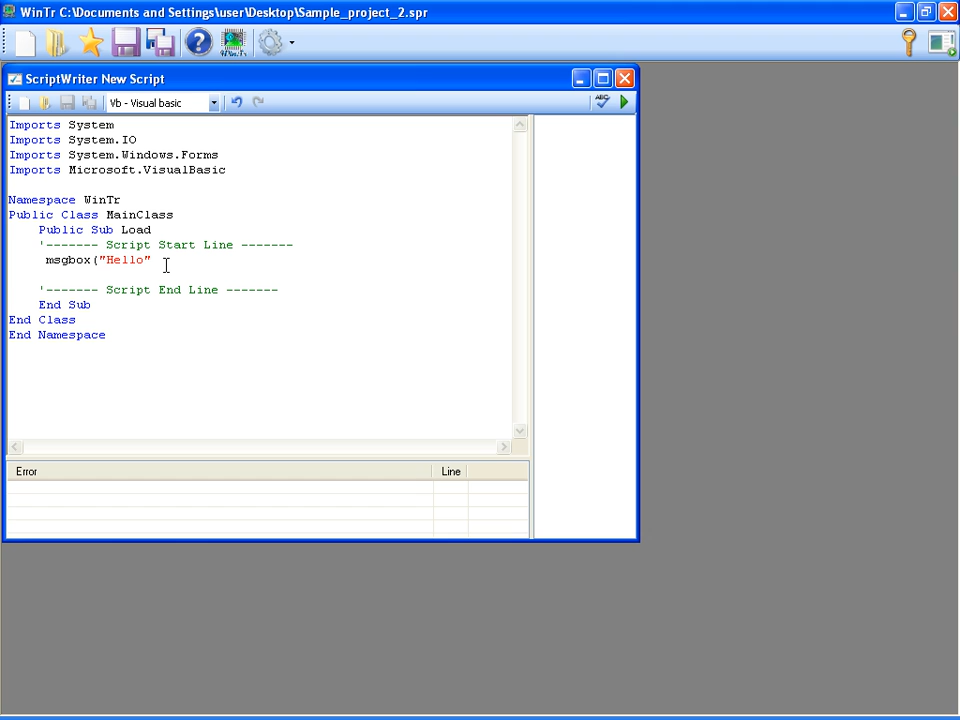 WinTr C:\Documents and Settings\user\Desktop\Sample_project_2.spr
WinTr
ScriptWriter New Script
Vb - Visual basic
ABC
Imports System
Imports System.IO
Imports System.Windows.Forms
Imports Microsoft.VisualBasic
Namespace WinTr
Public Class MainClass
Public Sub Load
'------- Script Start Line -------
msgbox("Hello"
'------- Script End Line -------
End Sub
End Class
End Namespace
Error Line